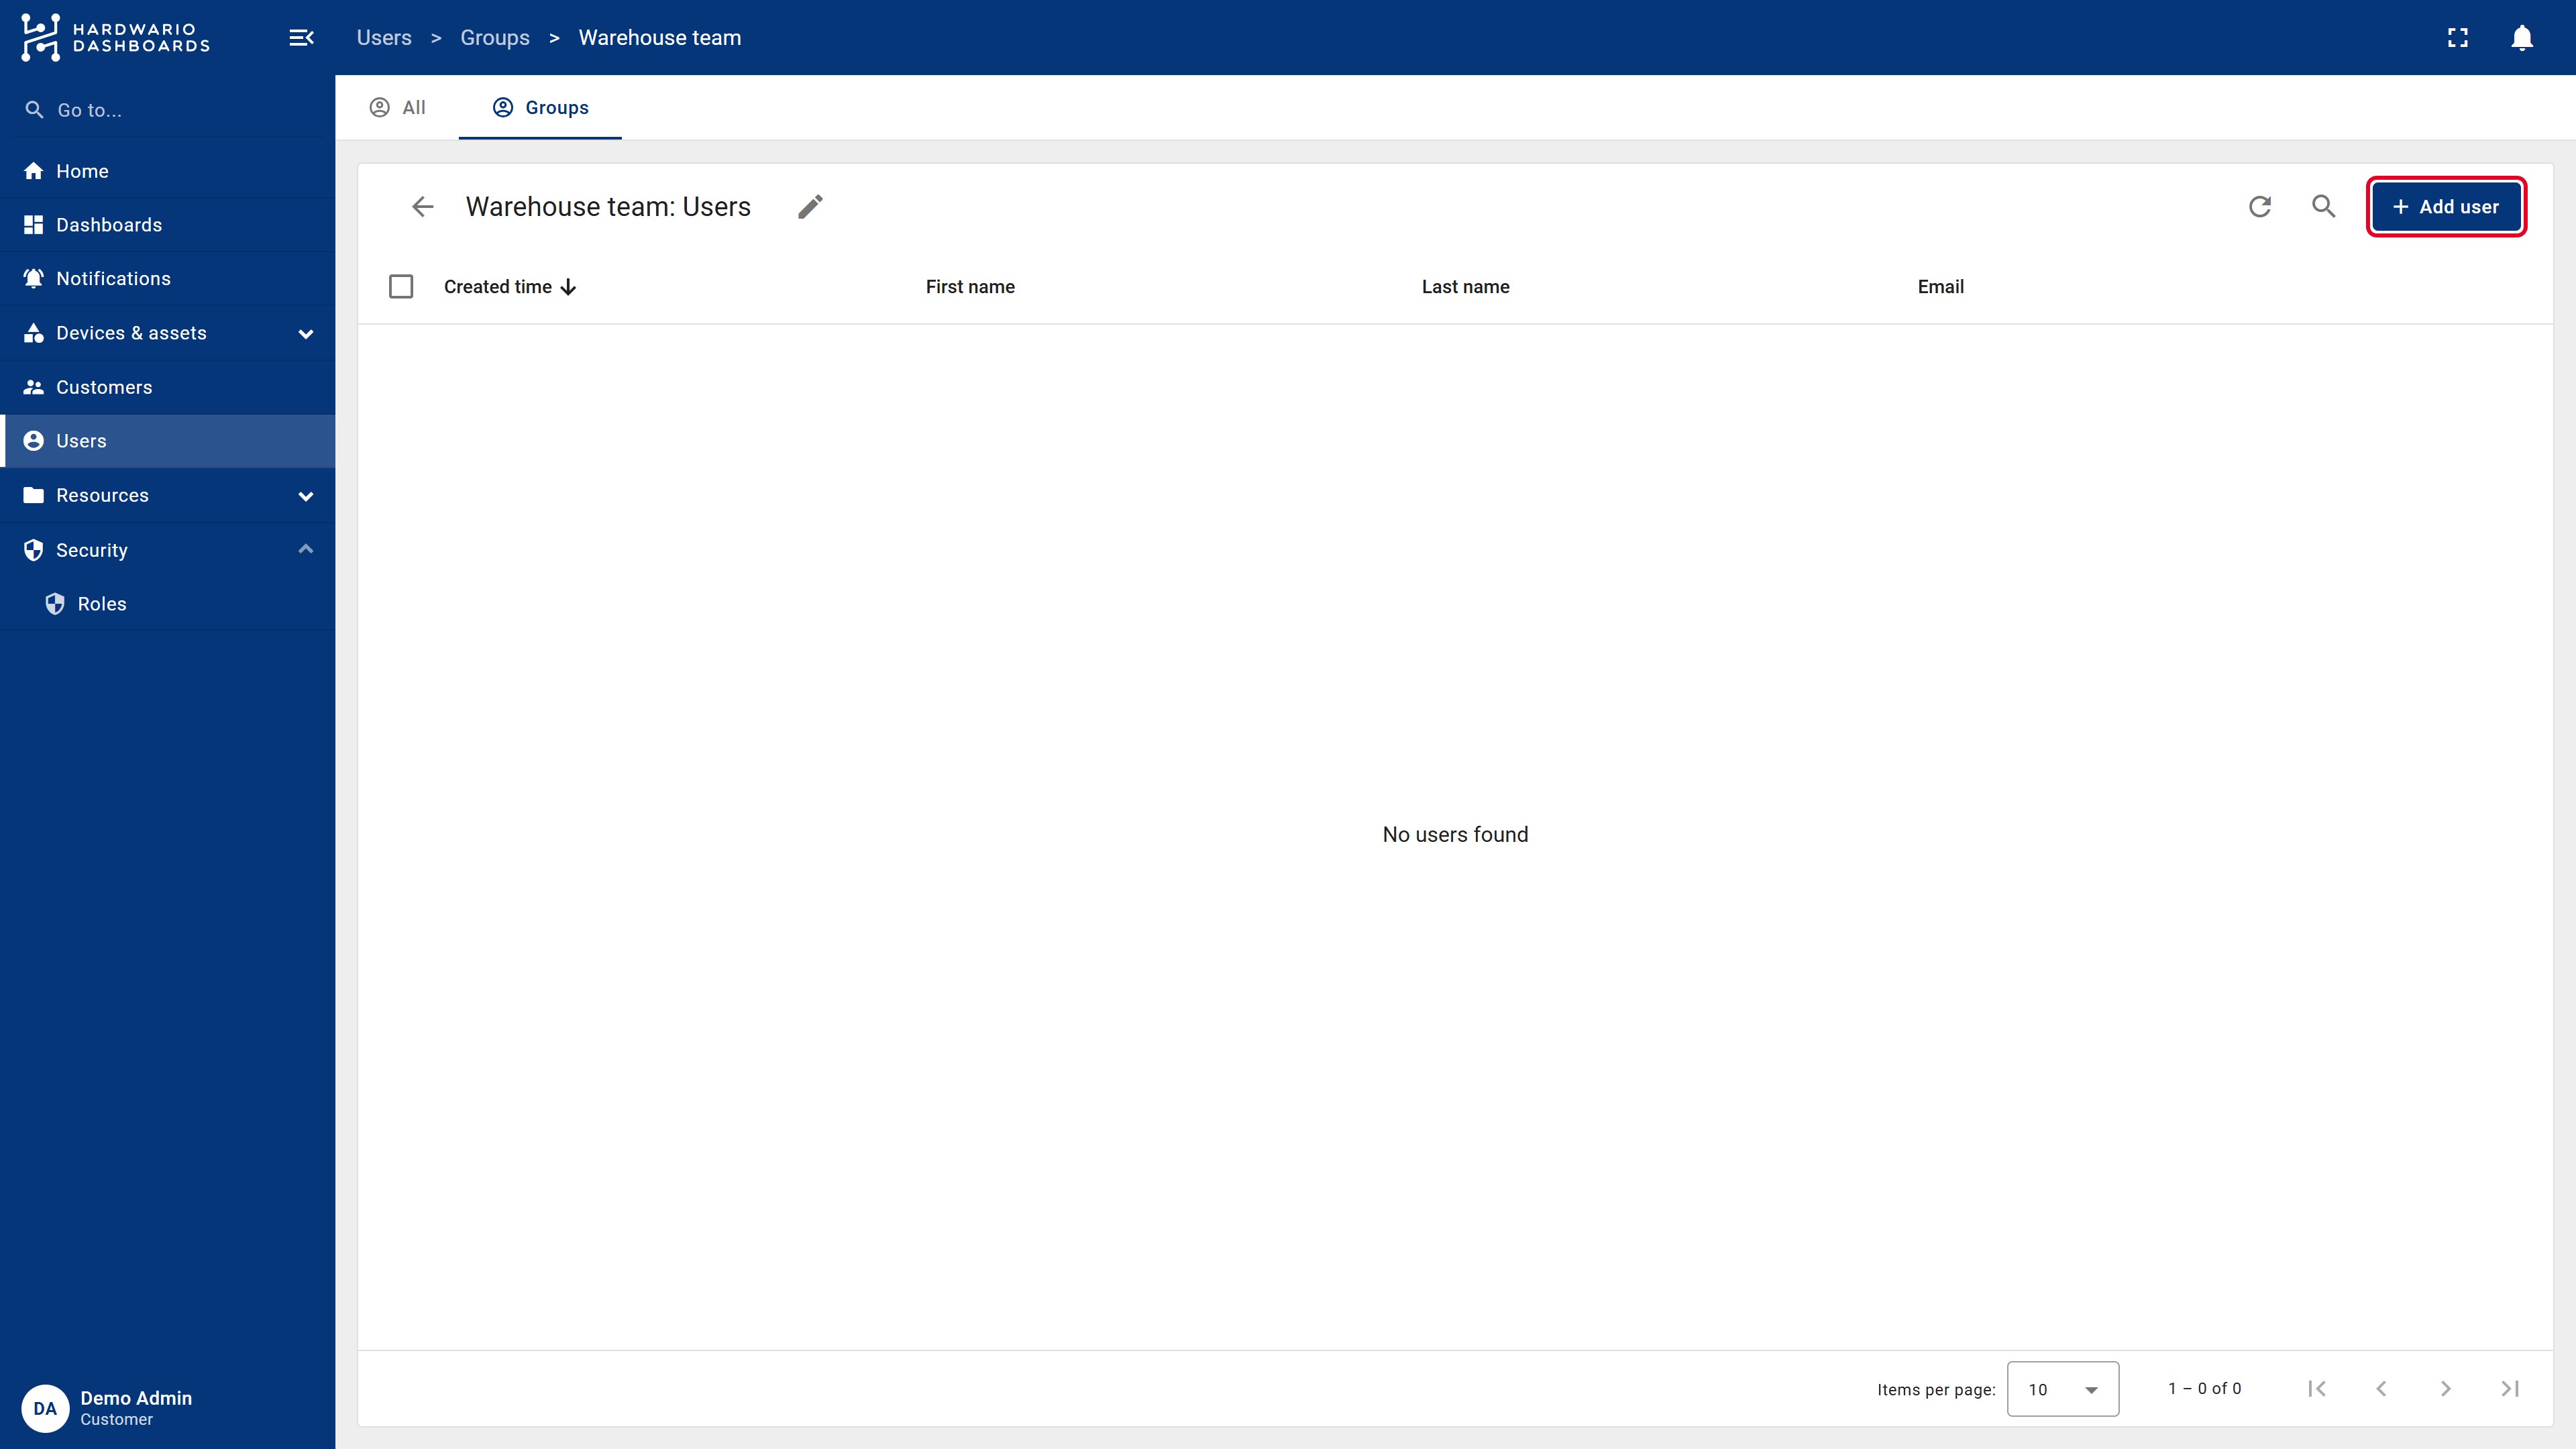 HARDWARIO
DASHBOARDS
Users > Groups > Warehouse team
Go to...
Home
Dashboards
Notifications
Devices & assets
Customers
Users
Resources
Security
Roles
DA
Demo Admin
Customer
All
Groups
Warehouse team: Users
+ Add user
Created time
First name
Last name
Email
No users found
Items per page:
10
1 – 0 of 0